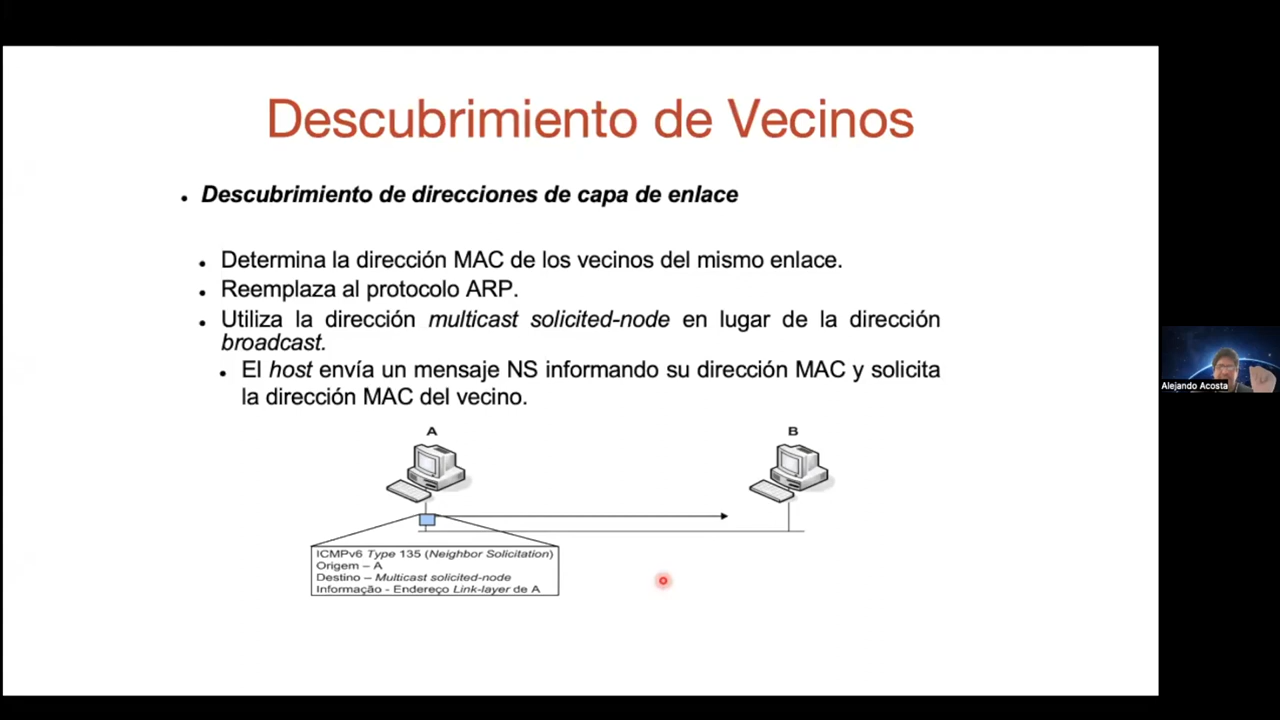 Descubrimiento de Vecinos
• Descubrimiento de direcciones de capa de enlace
• Determina la dirección MAC de los vecinos del mismo enlace.
• Reemplaza al protocolo ARP.
• Utiliza la dirección multicast solicited-node en lugar de la dirección
broadcast.
• El host envía un mensaje NS informando su dirección MAC y solicita
la dirección MAC del vecino.
A
B
ICMPv6 Type 135 (Neighbor Solicitation)
Origem – A
Destino – Multicast solicited-node
Informação - Endereço Link-layer de A
Alejando Acosta